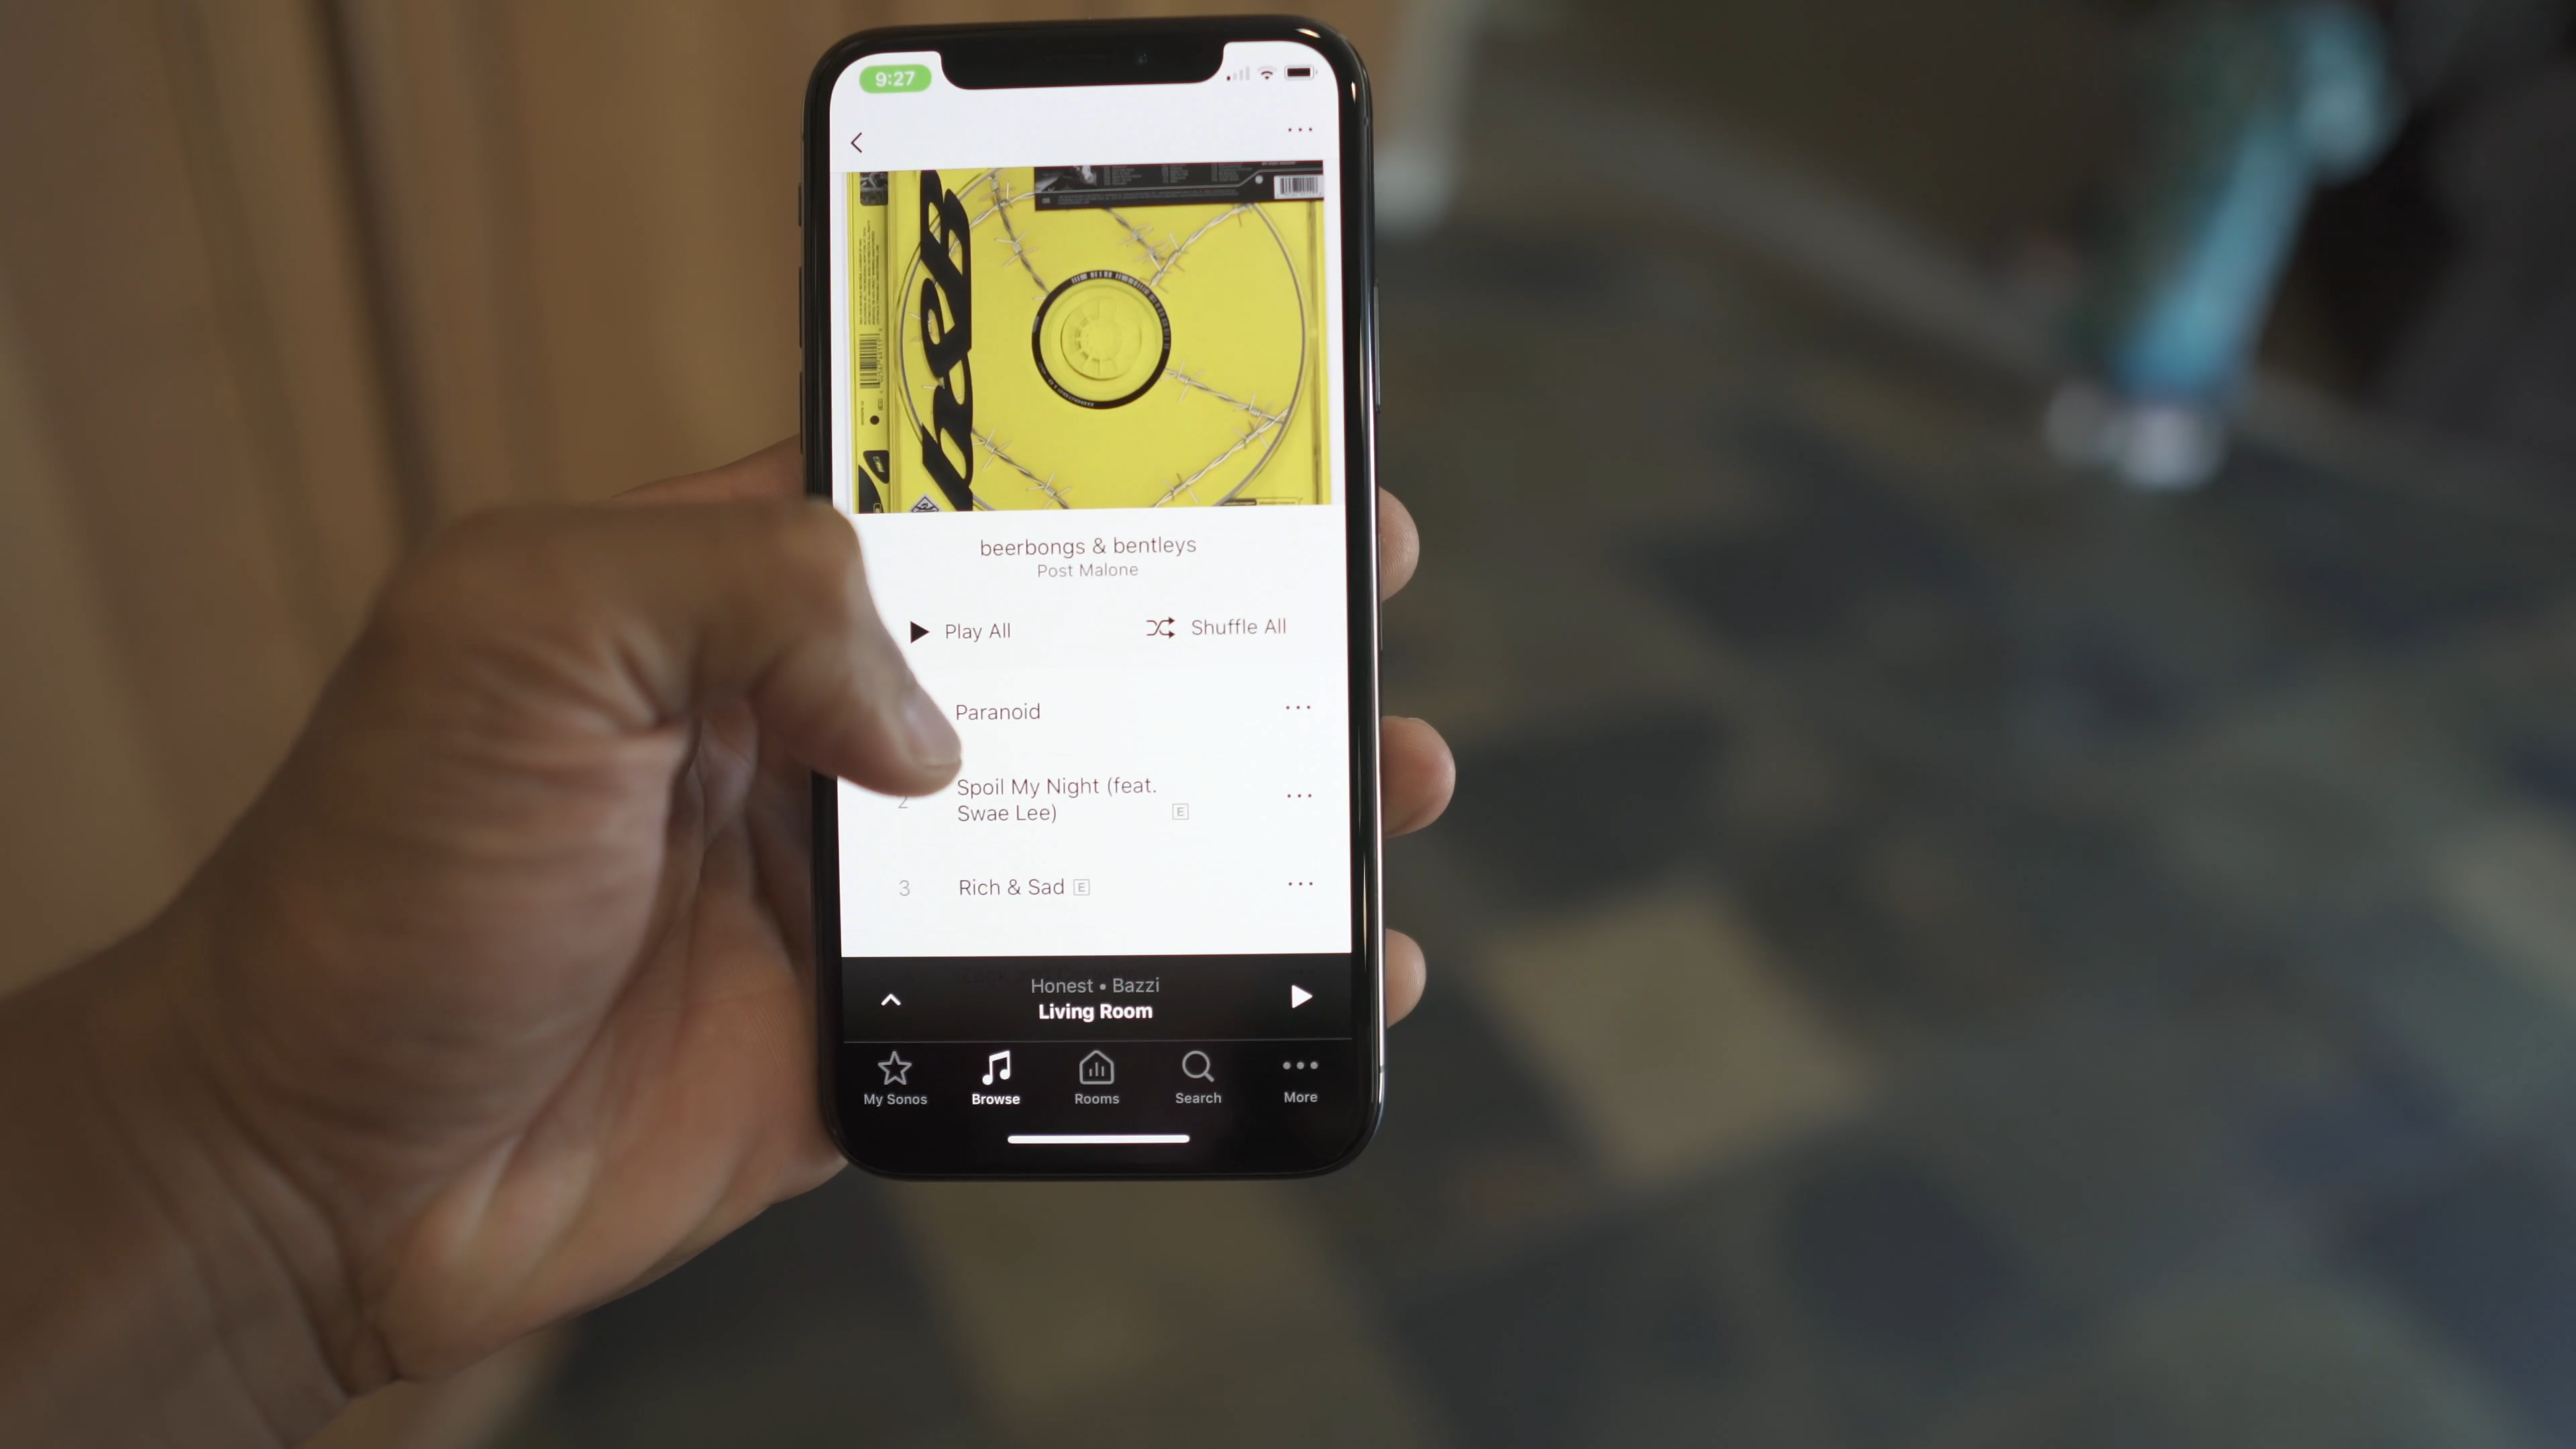 9:27
b&b
beerbongs & bentleys
Post Malone
Play All
Shuffle All
Paranoid
2
Spoil My Night (feat.
Swae Lee)
E
3
Rich & Sad
E
Honest • Bazzi
Living Room
My Sonos
Browse
Rooms
Search
More